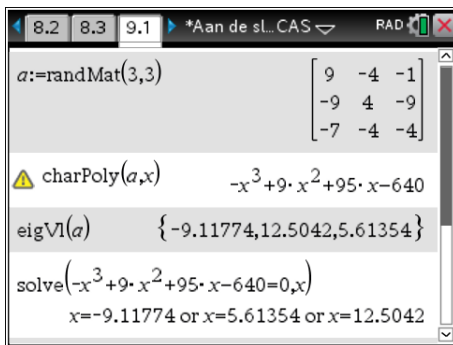 8.2 8.3 9.1 *Aan de sl...CAS RAD
a:=randMat(3,3)
[9 -4 -1
-9 4 -9
-7 -4 -4]
charPoly(a,x) -x^3+9·x^2+95·x-640
eigVl(a) {-9.11774,12.5042,5.61354}
solve(-x^3+9·x^2+95·x-640=0,x)
x=-9.11774 or x=5.61354 or x=12.5042